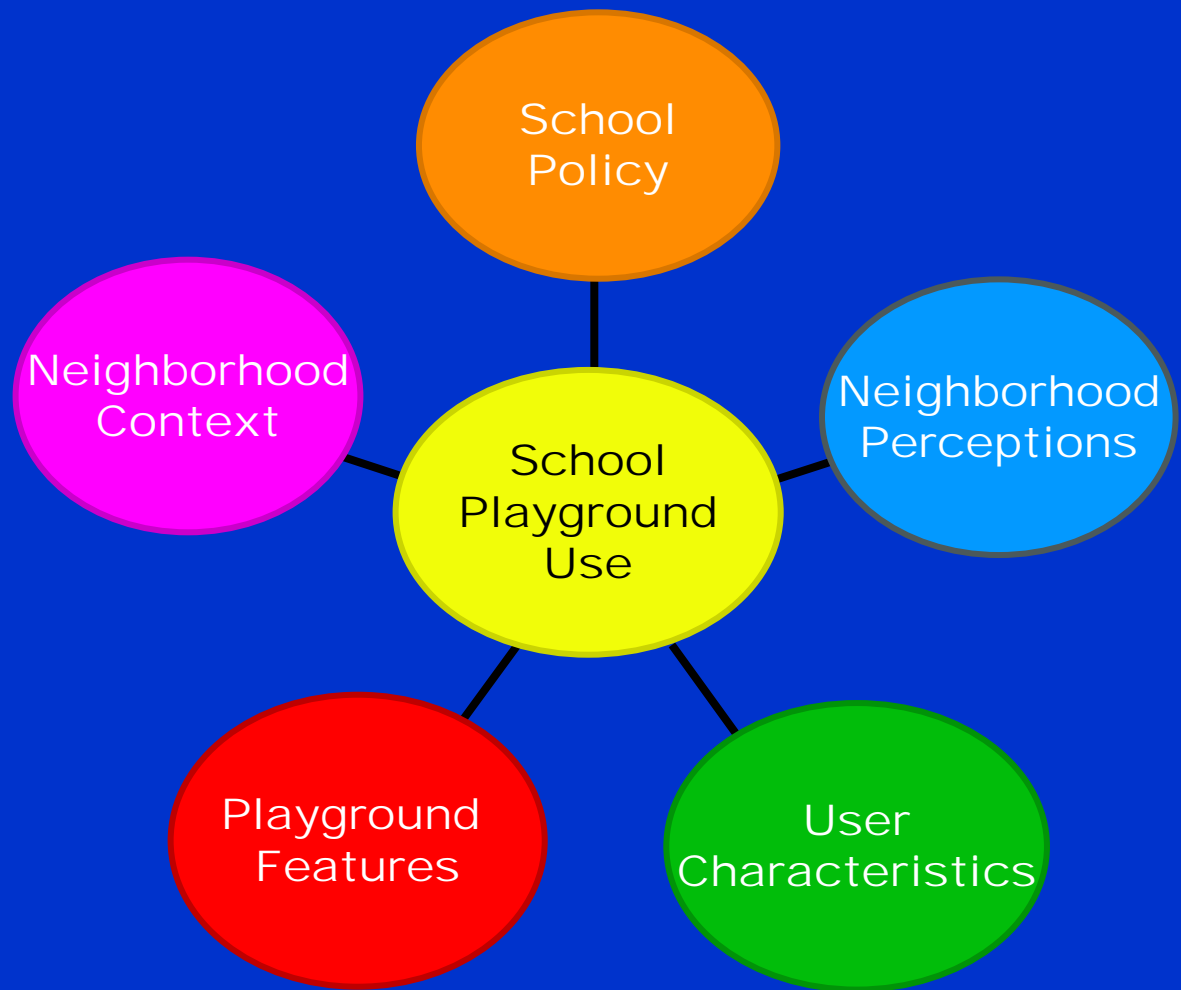 School
Policy
Neighborhood
Context
Neighborhood
Perceptions
School
Playground
Use
Playground
Features
User
Characteristics